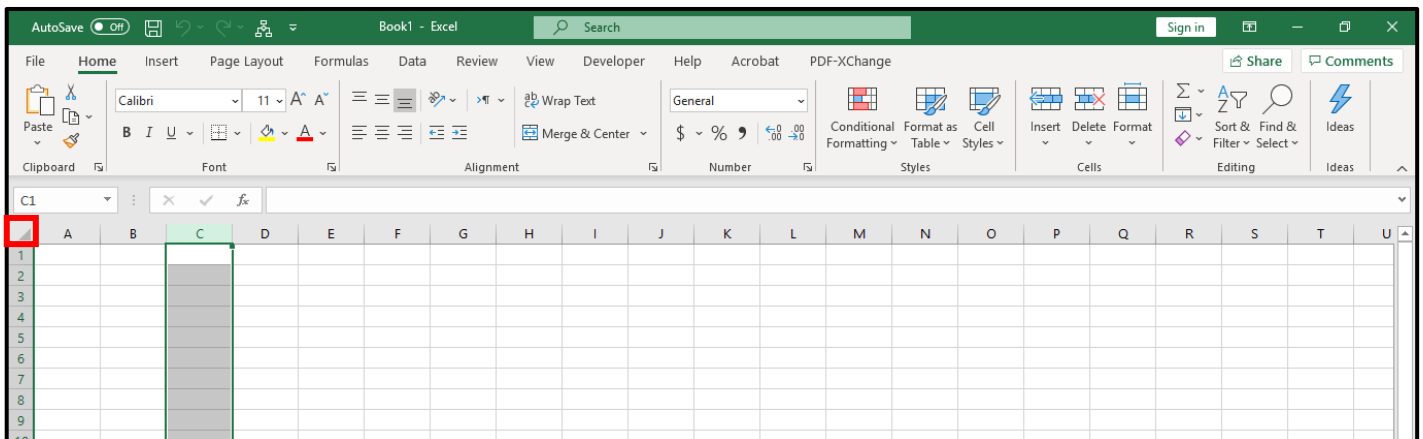 AutoSave Off Book1 - Excel Search Sign in
File Home Insert Page Layout Formulas Data Review View Developer Help Acrobat PDF-XChange Share Comments
Calibri 11 A A ab Wrap Text General Σ A Z
Paste B I U A Merge & Center $ % 9 .00 .0 Conditional Formatting Format as Table Cell Styles Insert Delete Format Sort & Filter Find & Select Ideas
Clipboard Font Alignment Number Styles Cells Editing Ideas
C1 fx
A B C D E F G H I J K L M N O P Q R S T U
1
2
3
4
5
6
7
8
9